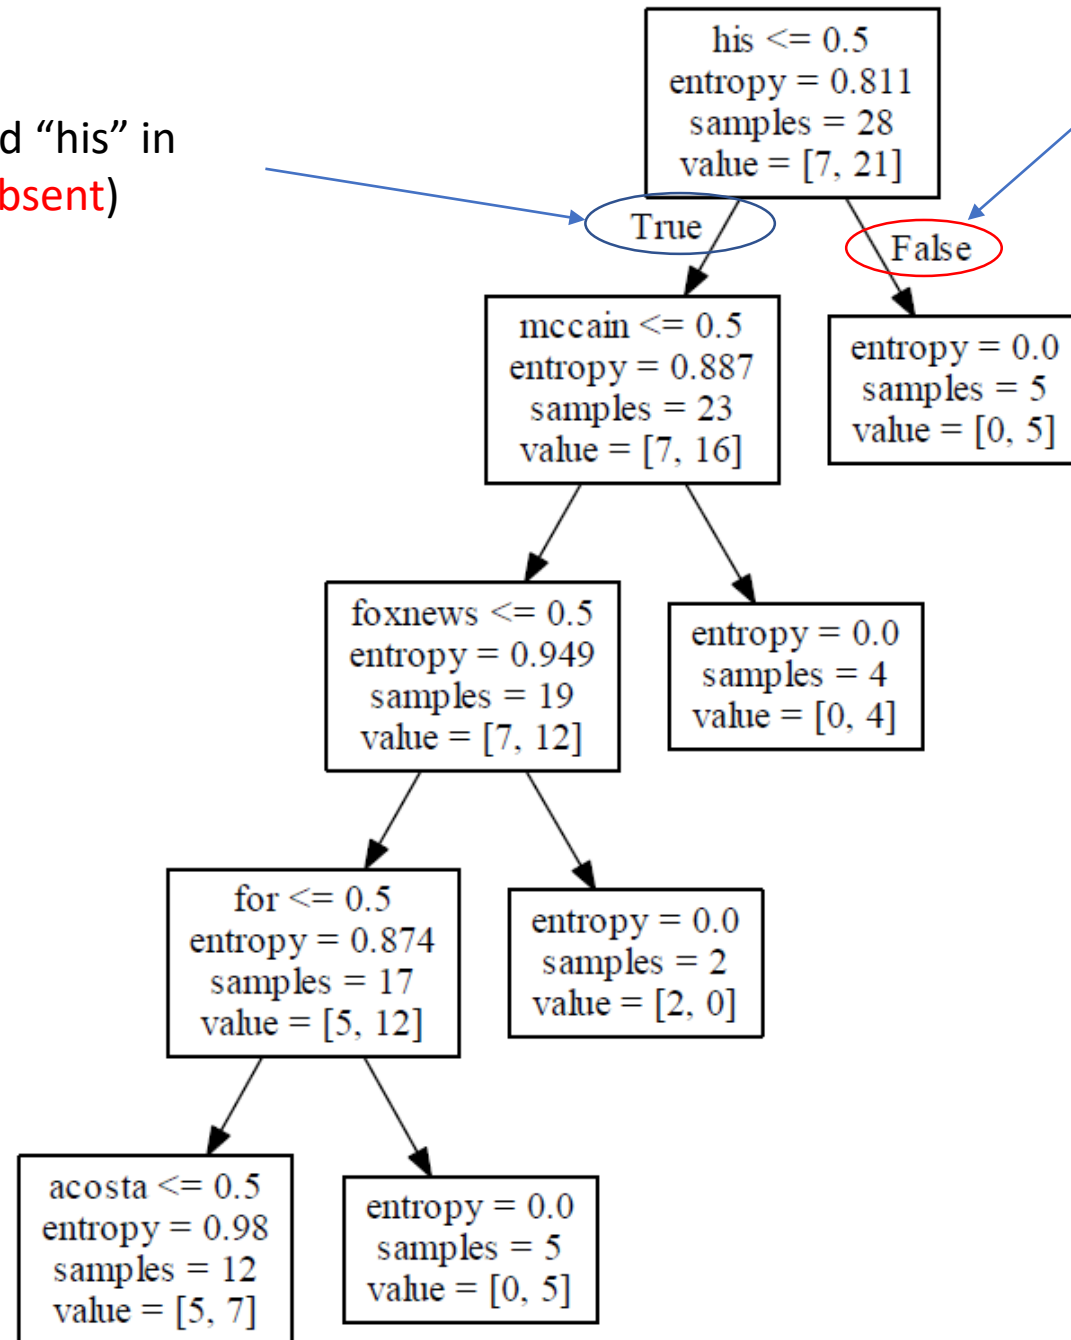 his <= 0.5
entropy = 0.811
samples = 28
value = [7, 21]
d “his” in
bsent)
True
False
mccain <= 0.5
entropy = 0.887
samples = 23
value = [7, 16]
entropy = 0.0
samples = 5
value = [0, 5]
foxnews <= 0.5
entropy = 0.949
samples = 19
value = [7, 12]
entropy = 0.0
samples = 4
value = [0, 4]
for <= 0.5
entropy = 0.874
samples = 17
value = [5, 12]
entropy = 0.0
samples = 2
value = [2, 0]
acosta <= 0.5
entropy = 0.98
samples = 12
value = [5, 7]
entropy = 0.0
samples = 5
value = [0, 5]